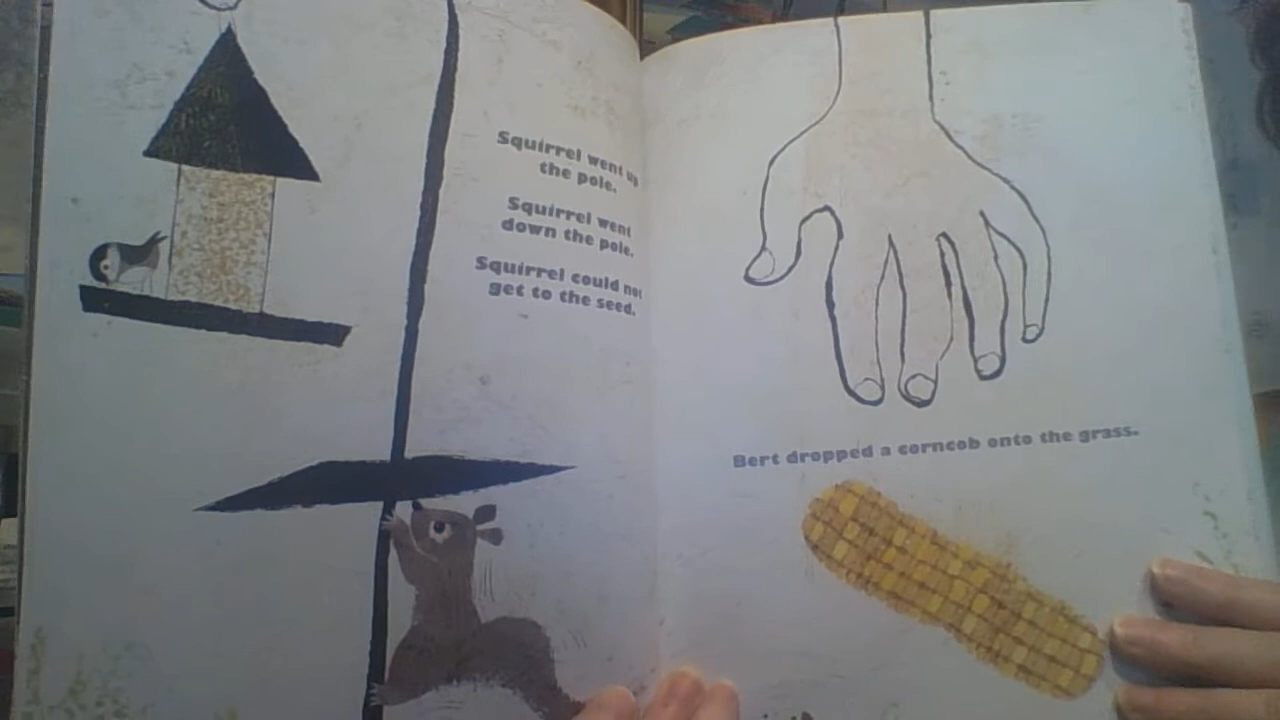 Squirrel went up
the pole.
Squirrel went
down the pole.
Squirrel could not
get to the seed.
Bert dropped a corncob onto the grass.